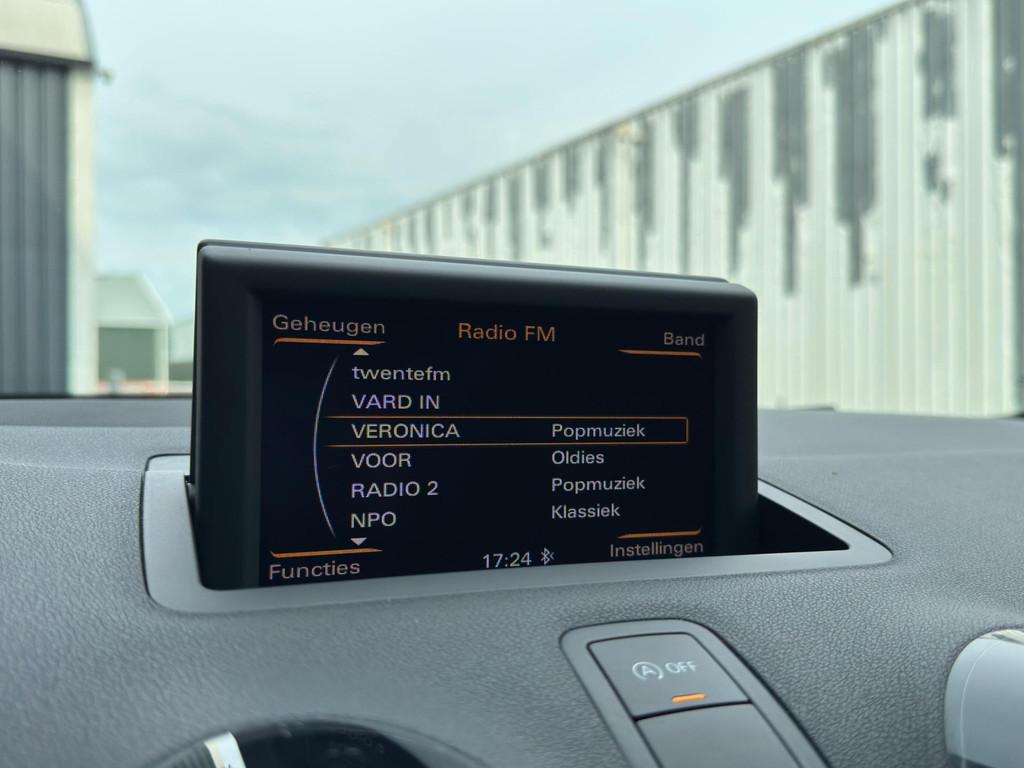 Geheugen Radio FM Band
twentefm
VARD IN
VERONICA Popmuziek
VOOR Oldies
RADIO 2 Popmuziek
NPO Klassiek
Functies 17:24 Instellingen
A OFF